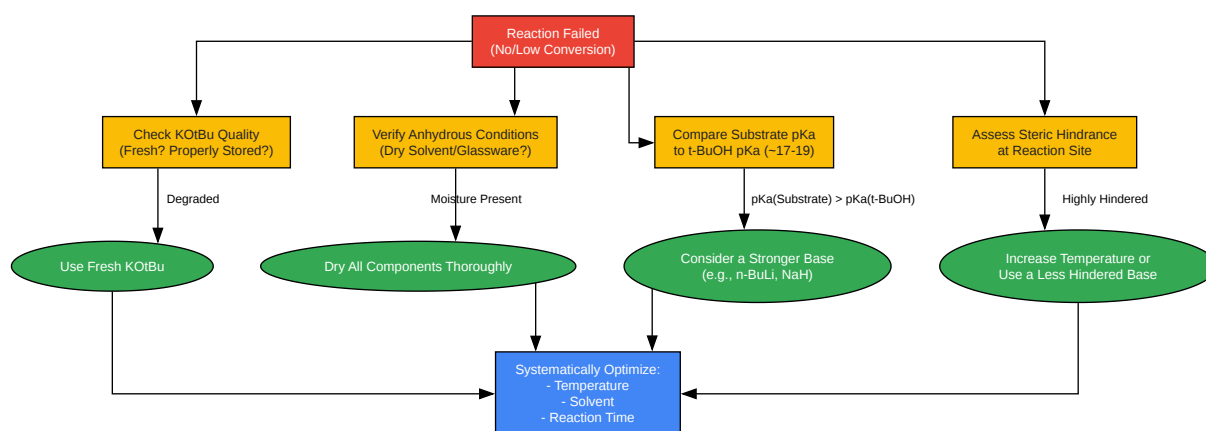 Reaction Failed
(No/Low Conversion)
Check KOtBu Quality
(Fresh? Properly Stored?)
Verify Anhydrous Conditions
(Dry Solvent/Glassware?)
Compare Substrate pKa
to t-BuOH pKa (~17-19)
Assess Steric Hindrance
at Reaction Site
Degraded
Moisture Present
pKa(Substrate) > pKa(t-BuOH)
Highly Hindered
Use Fresh KOtBu
Dry All Components Thoroughly
Consider a Stronger Base
(e.g., n-BuLi, NaH)
Increase Temperature or
Use a Less Hindered Base
Systematically Optimize:
- Temperature
- Solvent
- Reaction Time